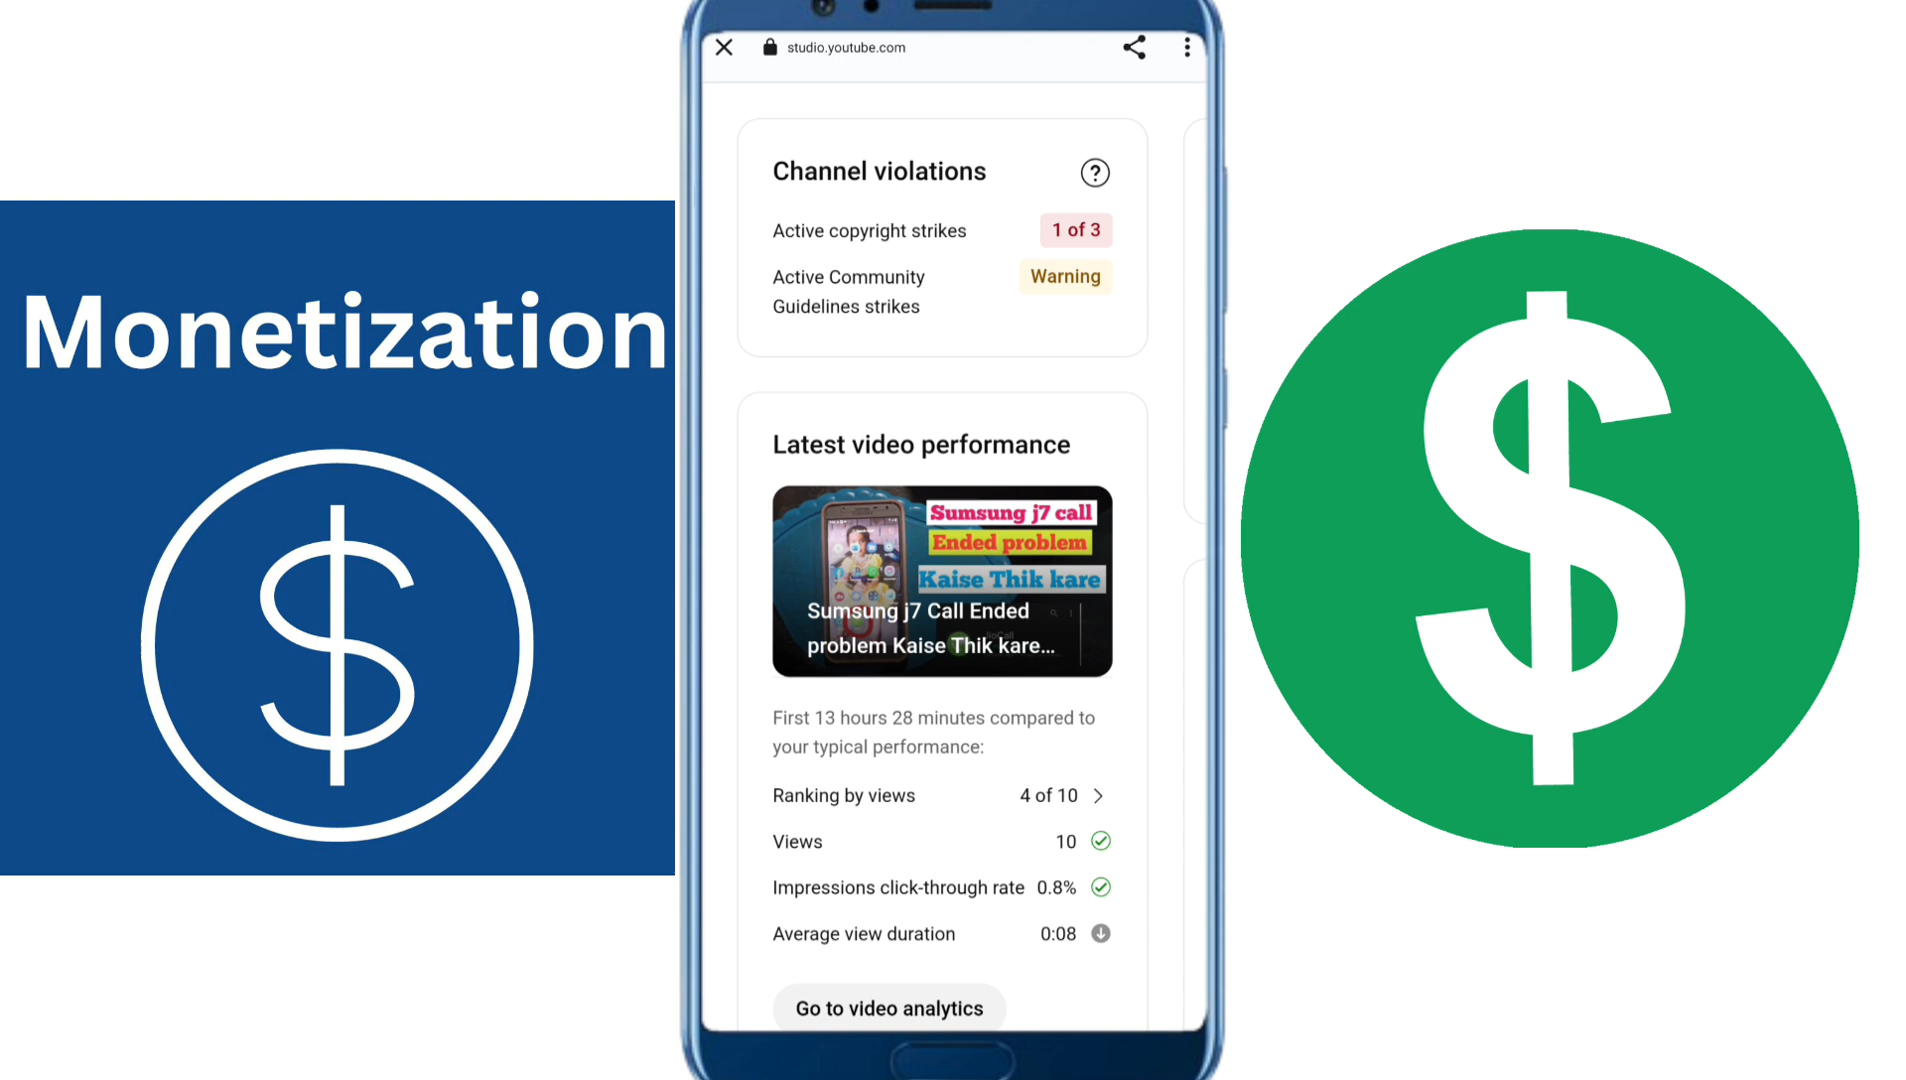 studio.youtube.com
Channel violations
?
Active copyright strikes 1 of 3
Active Community Warning
Guidelines strikes
Monetization
$
$
Latest video performance
Sumsung j7 call
Ended problem
Kaise Thik kare
Sumsung j7 Call Ended
problem Kaise Thik kare...
First 13 hours 28 minutes compared to
your typical performance:
Ranking by views 4 of 10
Views 10
Impressions click-through rate 0.8%
Average view duration 0:08
Go to video analytics